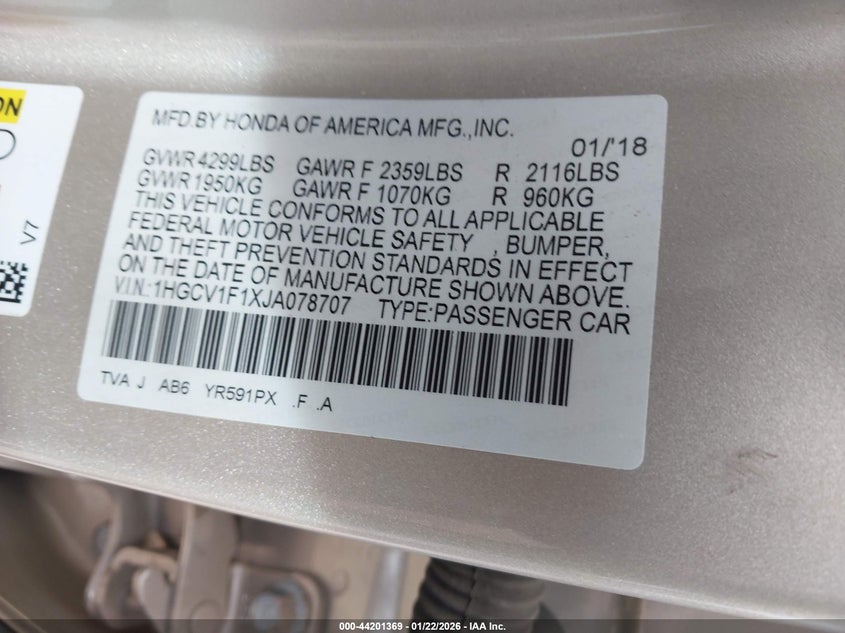 ON
V7
MFD.BY HONDA OF AMERICA MFG.,INC.
01/'18
GVWR 4299LBS GAWR F 2359LBS R 2116LBS
GVWR 1950KG GAWR F 1070KG R 960KG
THIS VEHICLE CONFORMS TO ALL APPLICABLE
FEDERAL MOTOR VEHICLE SAFETY , BUMPER,
AND THEFT PREVENTION STANDARDS IN EFFECT
ON THE DATE OF MANUFACTURE SHOWN ABOVE.
V.I.N.:1HGCV1F1XJA078707 TYPE:PASSENGER CAR
TVA J AB6 YR591PX .F .A
000-44201369 - 01/22/2026 - IAA Inc.